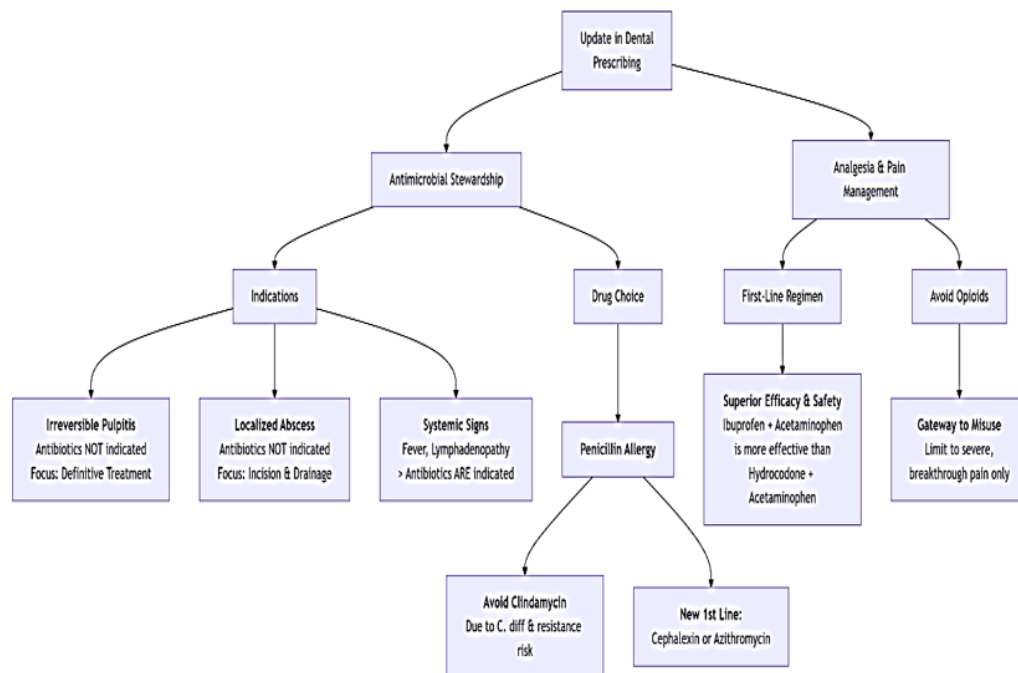 Update in Dental
Prescribing
Antimicrobial Stewardship
Analgesia & Pain
Management
Indications
Drug Choice
First-Line Regimen
Avoid Opioids
Irreversible Pulpitis
Antibiotics NOT indicated
Focus: Definitive Treatment
Localized Abscess
Antibiotics NOT indicated
Focus: Incision & Drainage
Systemic Signs
Fever, Lymphadenopathy
> Antibiotics ARE indicated
Penicillin Allergy
Superior Efficacy & Safety
Ibuprofen + Acetaminophen
is more effective than
Hydrocodone +
Acetaminophen
Gateway to Misuse
Limit to severe,
breakthrough pain only
Avoid Clindamycin
Due to C. diff & resistance
risk
New 1st Line:
Cephalexin or Azithromycin